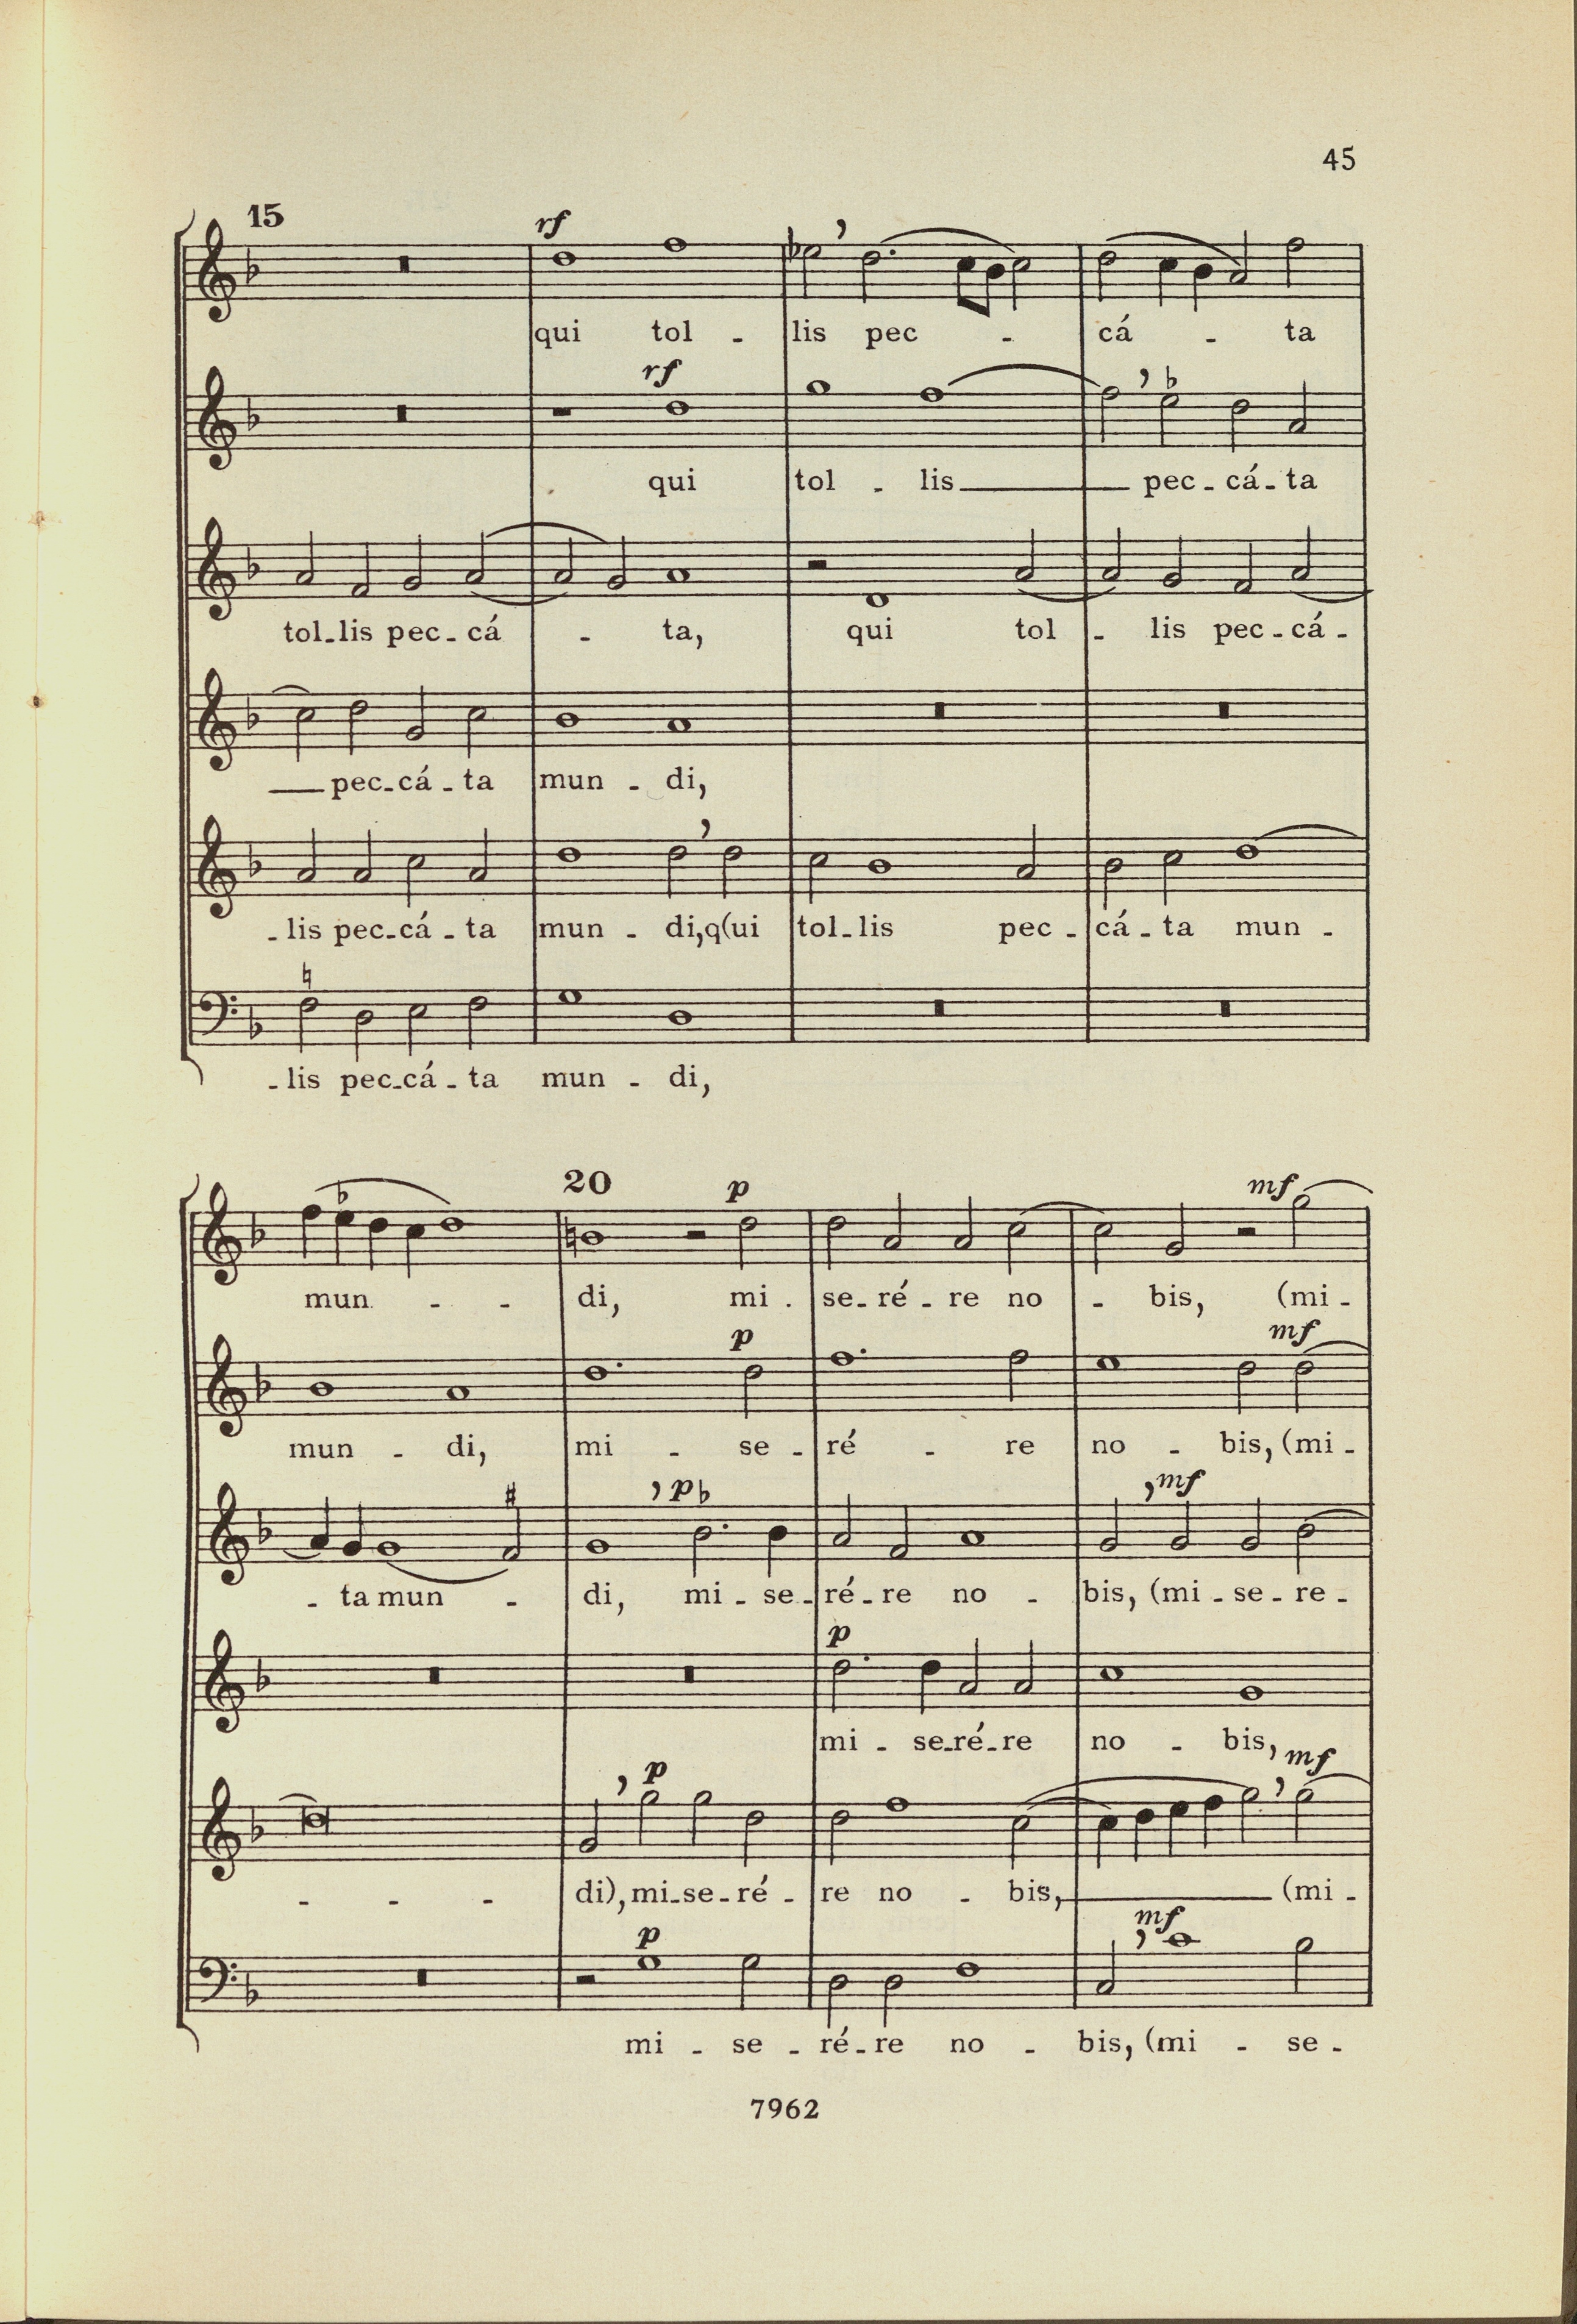 45
15
rf
qui tol - lis pec - cá - ta
rf
qui tol - lis pec - cá - ta
tol - lis pec - cá - ta, qui tol - lis pec - cá -
pec - cá - ta mun - di,
- lis pec - cá - ta mun - di, q(ui tol - lis pec - cá - ta mun -
- lis pec - cá - ta mun - di,
20
p
mf
mun - - di, mi . se - ré - re no - bis, (mi -
p
mf
mun - di, mi - se - ré - re no - bis, (mi -
p
mf
- ta mun - di, mi - se - ré - re no - bis, (mi - se - re -
p
mi - se - ré - re no - bis,
p
mf
- - - di), mi - se - ré - re no - bis, (mi -
p
mf
mi - se - ré - re no - bis, (mi - se -
7962